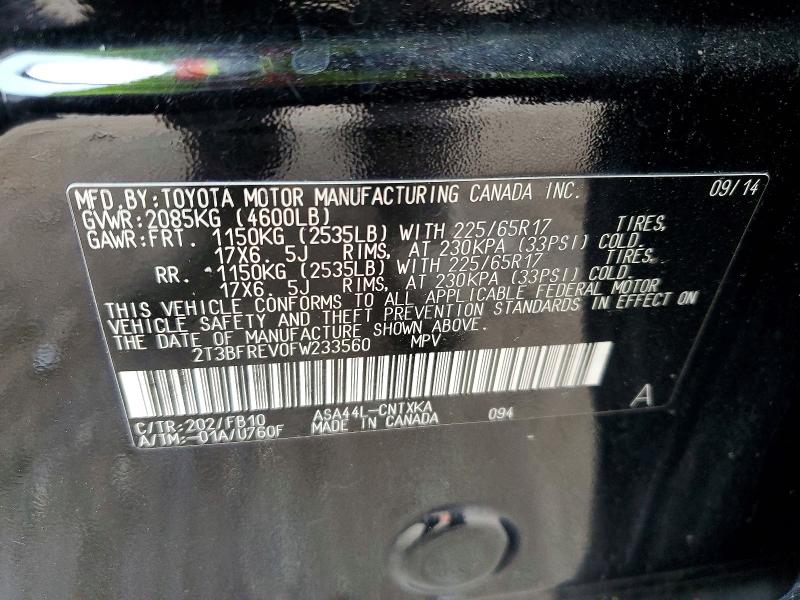 MFD.BY:TOYOTA MOTOR MANUFACTURING CANADA INC. 09/14
GVWR:2085KG (4600LB)
GAWR:FRT. 1150KG (2535LB) WITH 225/65R17 TIRES,
17X6. 5J RIMS, AT 230KPA (33PSI) COLD.
RR. 1150KG (2535LB) WITH 225/65R17 TIRES,
17X6. 5J RIMS, AT 230KPA (33PSI) COLD.
THIS VEHICLE CONFORMS TO ALL APPLICABLE FEDERAL MOTOR
VEHICLE SAFETY AND THEFT PREVENTION STANDARDS IN EFFECT ON
THE DATE OF MANUFACTURE SHOWN ABOVE.
2T3BFREV0FW233560 MPV
A
C/TR:202/FB10 ASA44L-CNTXKA 094
A/TM:-01A/U760F MADE IN CANADA